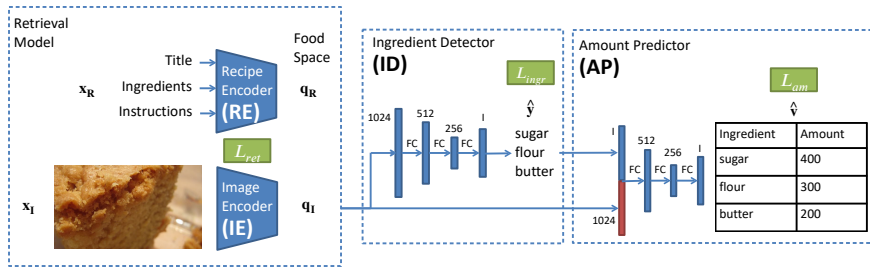 Retrieval
Model
Food
Space
Title
Ingredients
Instructions
x_R
Recipe
Encoder
(RE)
q_R
L_ret
x_I
Image
Encoder
(IE)
q_I
Ingredient Detector
(ID)
L_ingr
1024
512
256
I
FC
FC
FC
ŷ
sugar
flour
butter
Amount Predictor
(AP)
L_am
v̂
I
1024
512
256
I
FC
FC
FC
Ingredient Amount
sugar 400
flour 300
butter 200